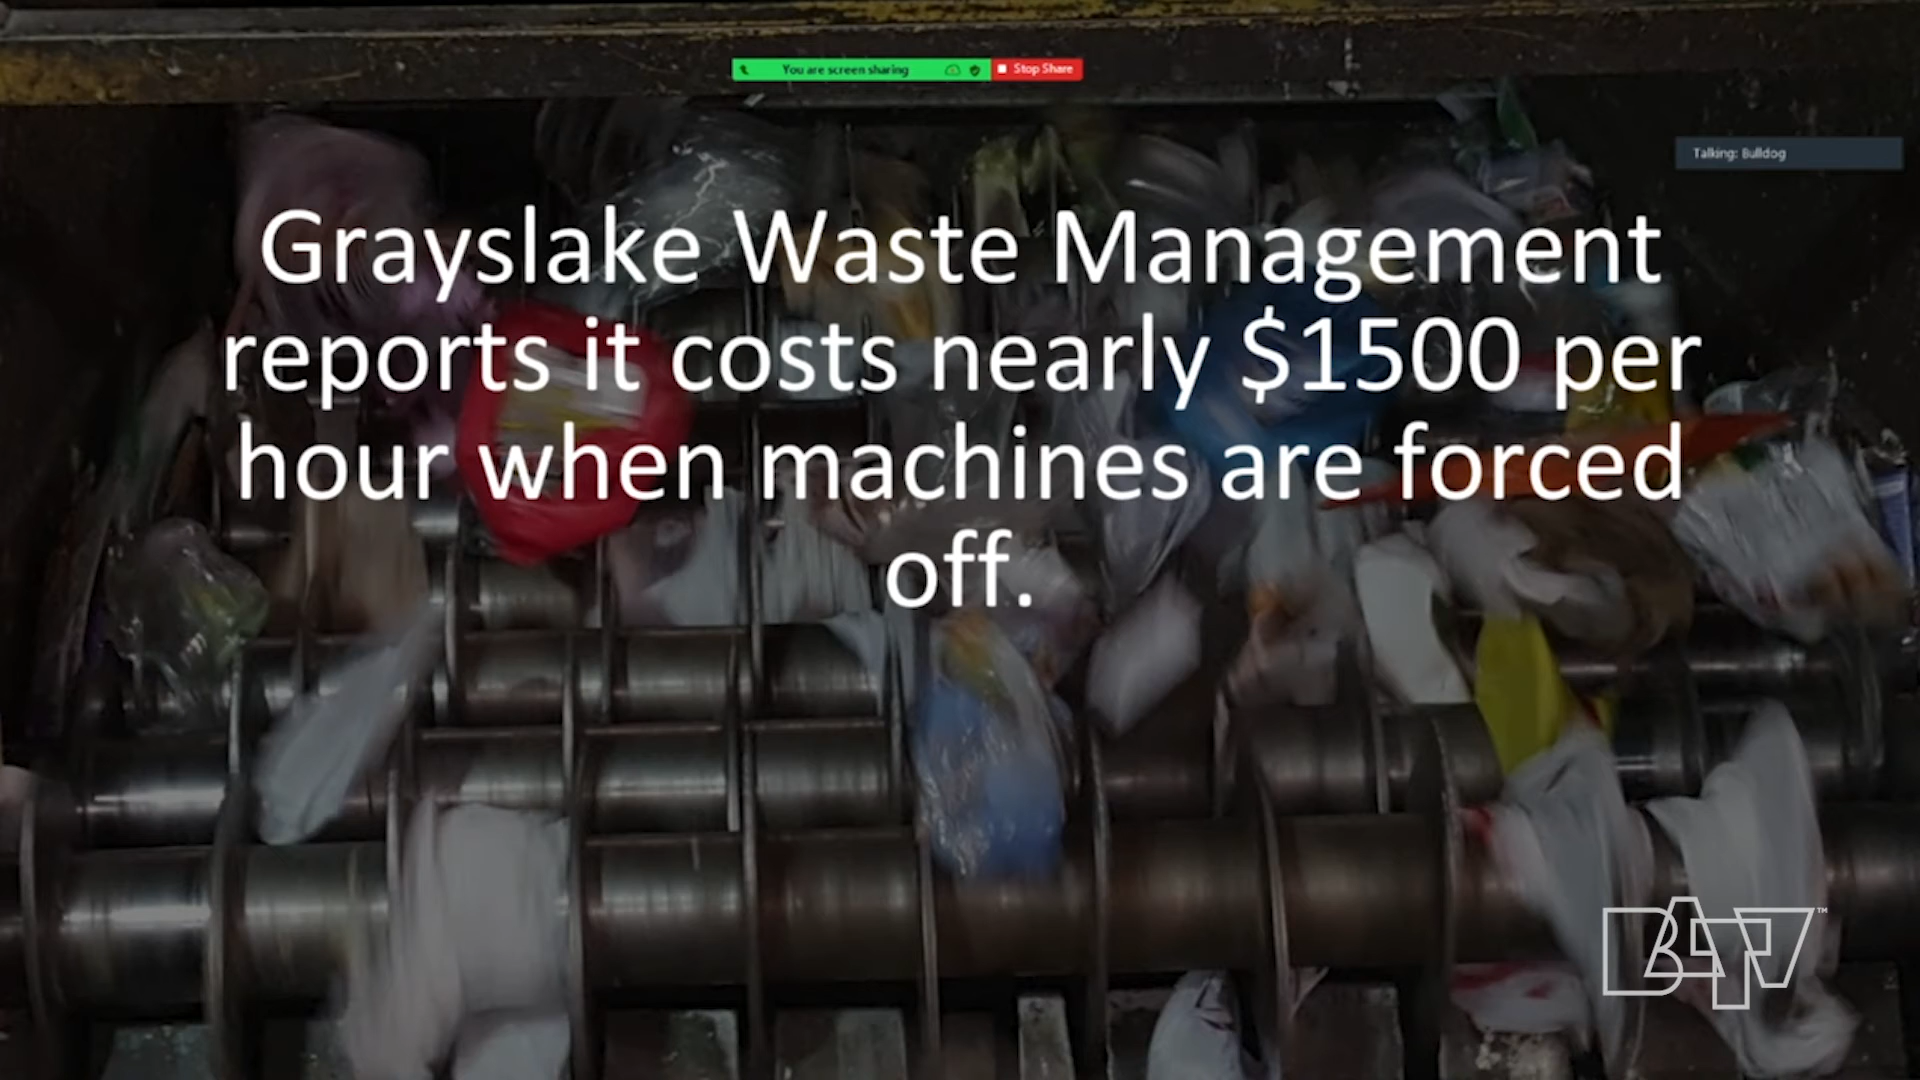 You are screen sharing
Stop Share
Talking: Bulldog
Grayslake Waste Management
reports it costs nearly $1500 per
hour when machines are forced
off.
BATV™